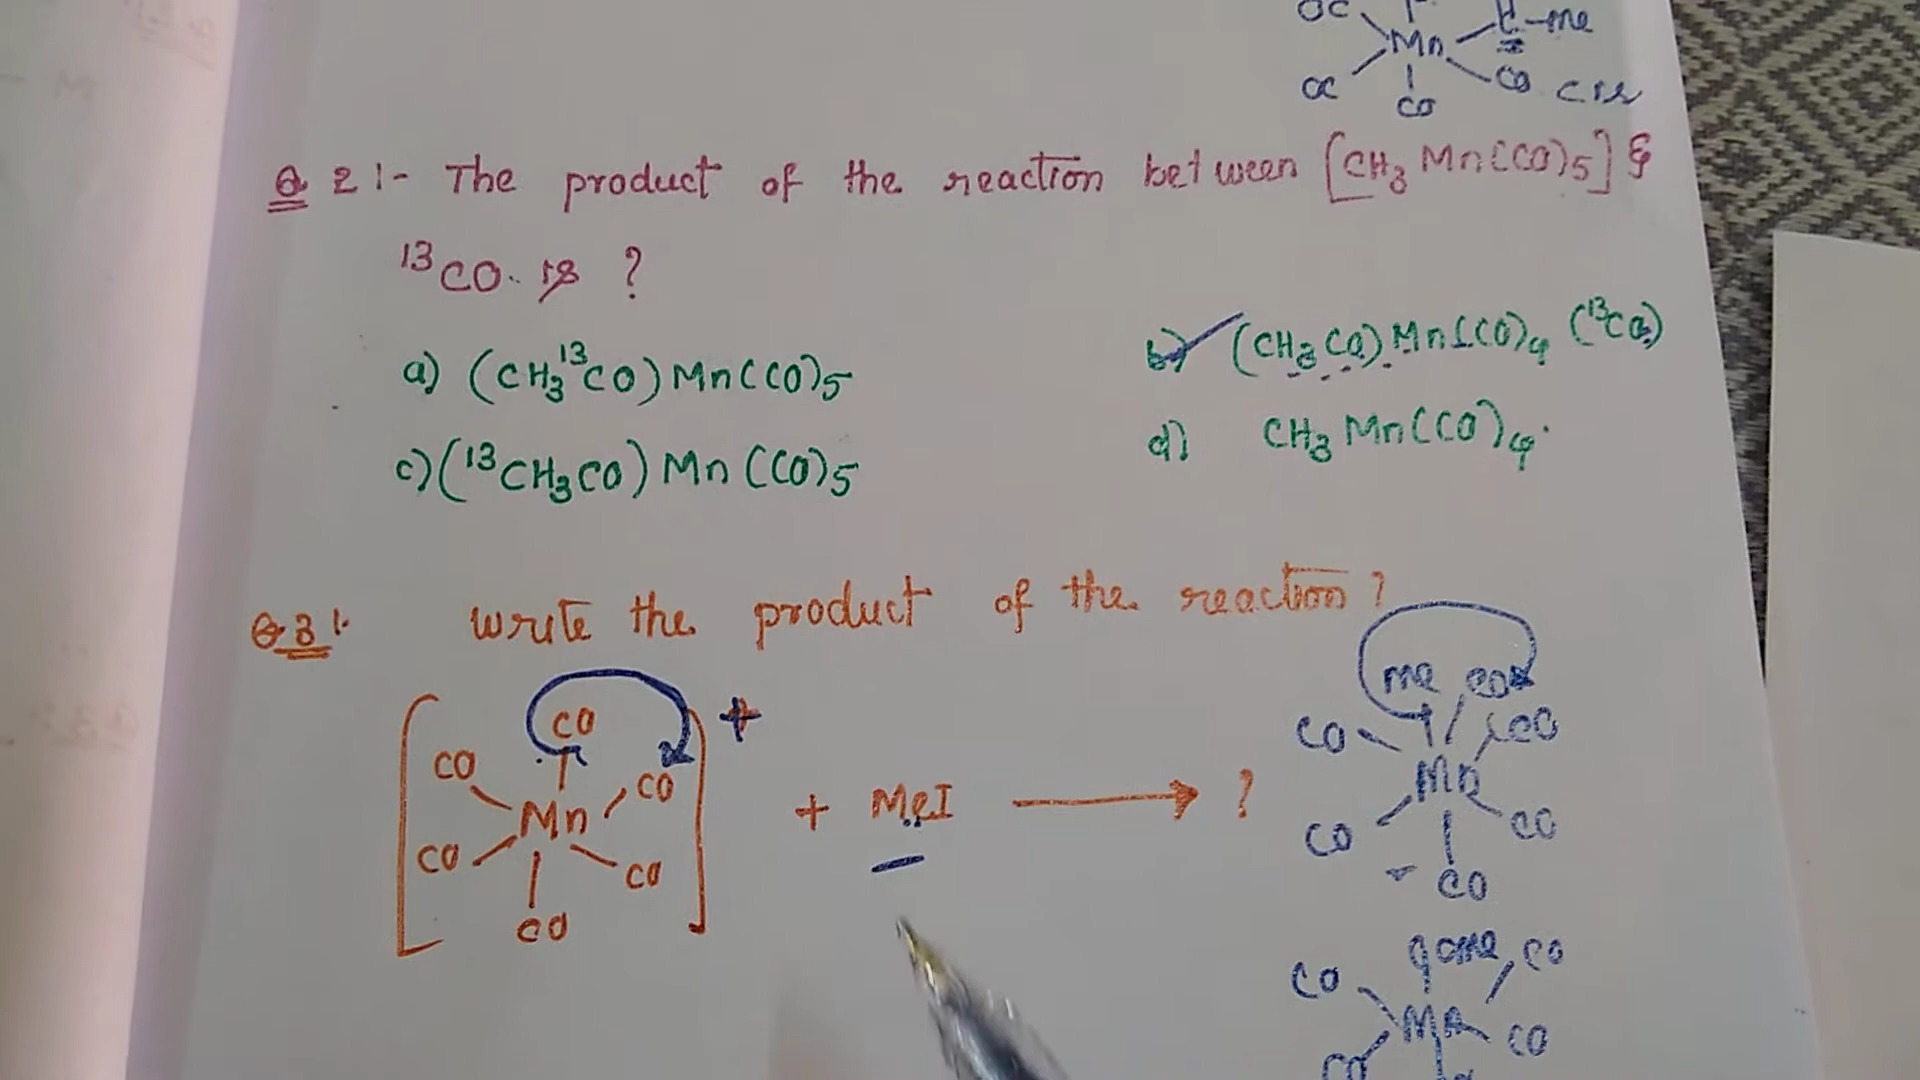 OC
C-Me
Mn
OC
CO
CO
cis
Q 2:- The product of the reaction between [CH3 Mn(CO)5] &
13CO is ?
a) (CH3 13CO) Mn(CO)5
b) (CH3CO) Mn(CO)4 (13CO)
c) (13CH3CO) Mn (CO)5
d) CH3 Mn(CO)4.
Q 3:- Write the product of the reaction ?
[ CO
CO
CO
Mn
CO
CO
CO ] +
+ MeI → ?
Me CO
CO
CO
Mn
CO
CO
CO
COMe
CO
CO
Mn
CO
CO